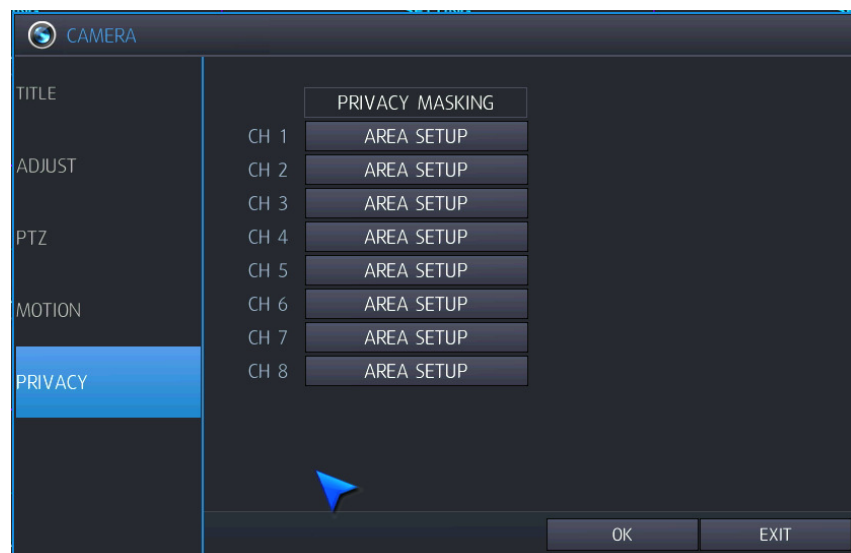 CAMERA
TITLE
ADJUST
PTZ
MOTION
PRIVACY
PRIVACY MASKING
CH 1 AREA SETUP
CH 2 AREA SETUP
CH 3 AREA SETUP
CH 4 AREA SETUP
CH 5 AREA SETUP
CH 6 AREA SETUP
CH 7 AREA SETUP
CH 8 AREA SETUP
OK EXIT